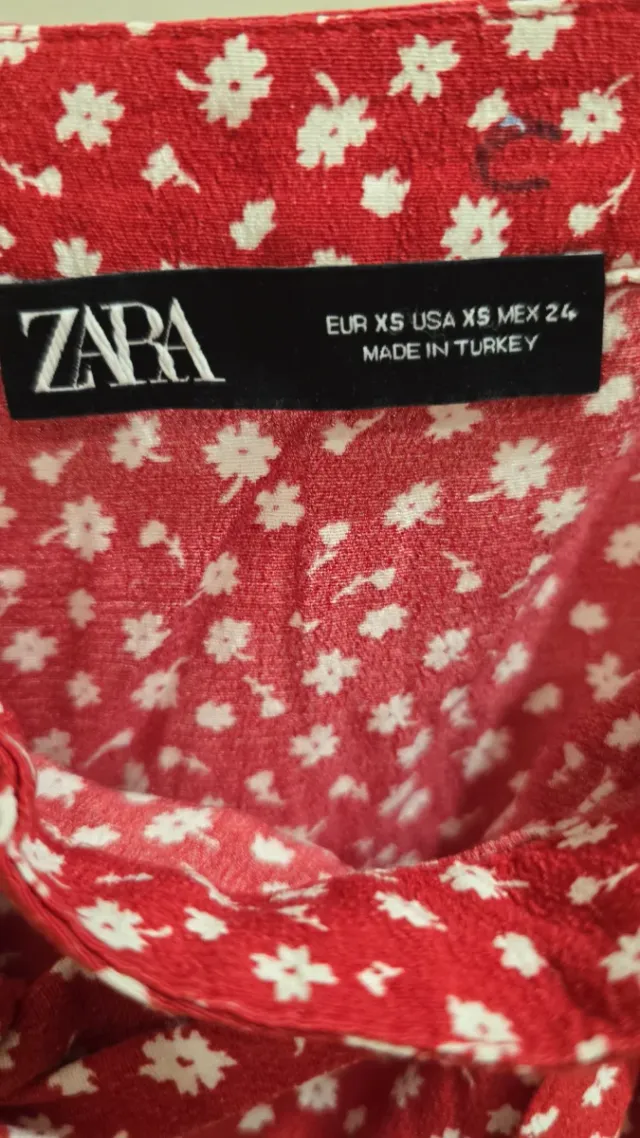 C
ZARA
EUR XS USA XS MEX 24
MADE IN TURKEY